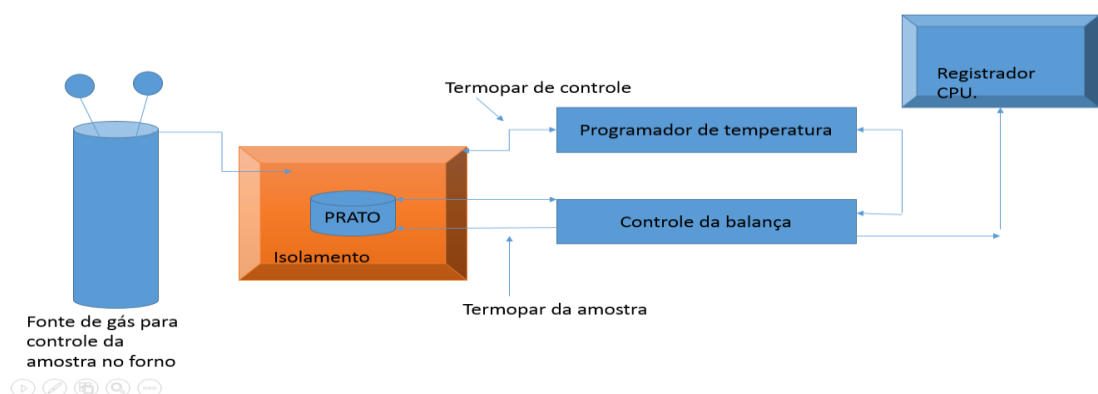 Registrador
CPU.
Termopar de controle
Programador de temperatura
PRATO
Controle da balança
Isolamento
Termopar da amostra
Fonte de gás para
controle da
amostra no forno